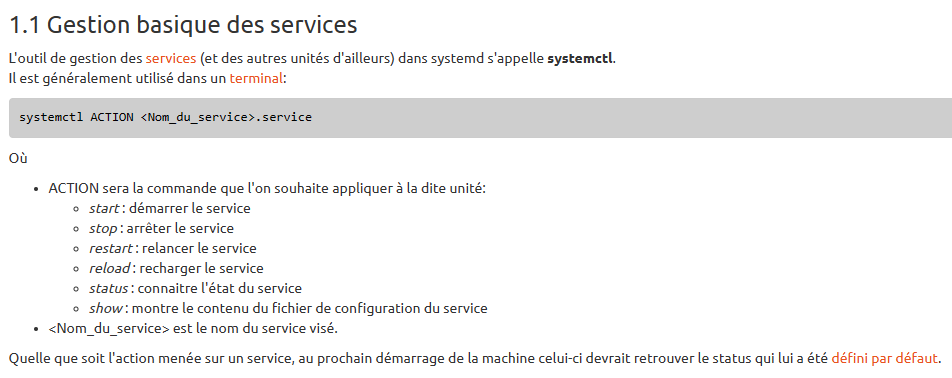 1.1 Gestion basique des services
L'outil de gestion des services (et des autres unités d'ailleurs) dans systemd s'appelle systemctl.
Il est généralement utilisé dans un terminal:
systemctl ACTION <Nom_du_service>.service
Où
• ACTION sera la commande que l'on souhaite appliquer à la dite unité:
◦ start : démarrer le service
◦ stop : arrêter le service
◦ restart : relancer le service
◦ reload : recharger le service
◦ status : connaitre l'état du service
◦ show : montre le contenu du fichier de configuration du service
• <Nom_du_service> est le nom du service visé.
Quelle que soit l'action menée sur un service, au prochain démarrage de la machine celui-ci devrait retrouver le status qui lui a été défini par défaut.